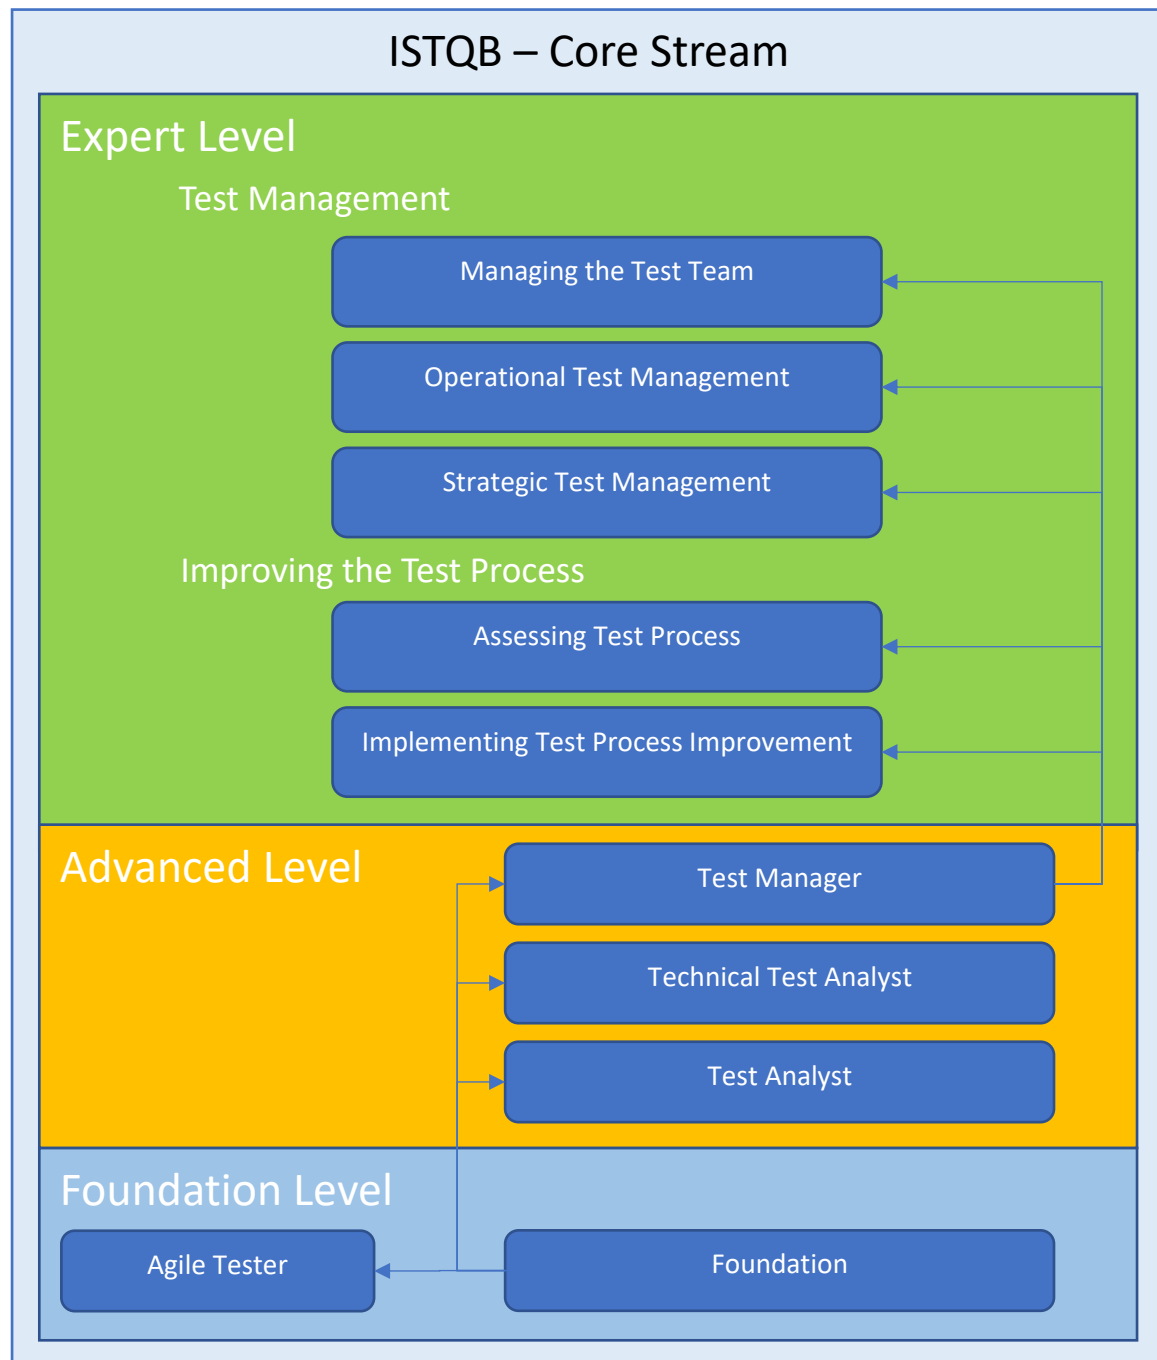 ISTQB – Core Stream
Expert Level
Test Management
Managing the Test Team
Operational Test Management
Strategic Test Management
Improving the Test Process
Assessing Test Process
Implementing Test Process Improvement
Advanced Level
Test Manager
Technical Test Analyst
Test Analyst
Foundation Level
Agile Tester
Foundation